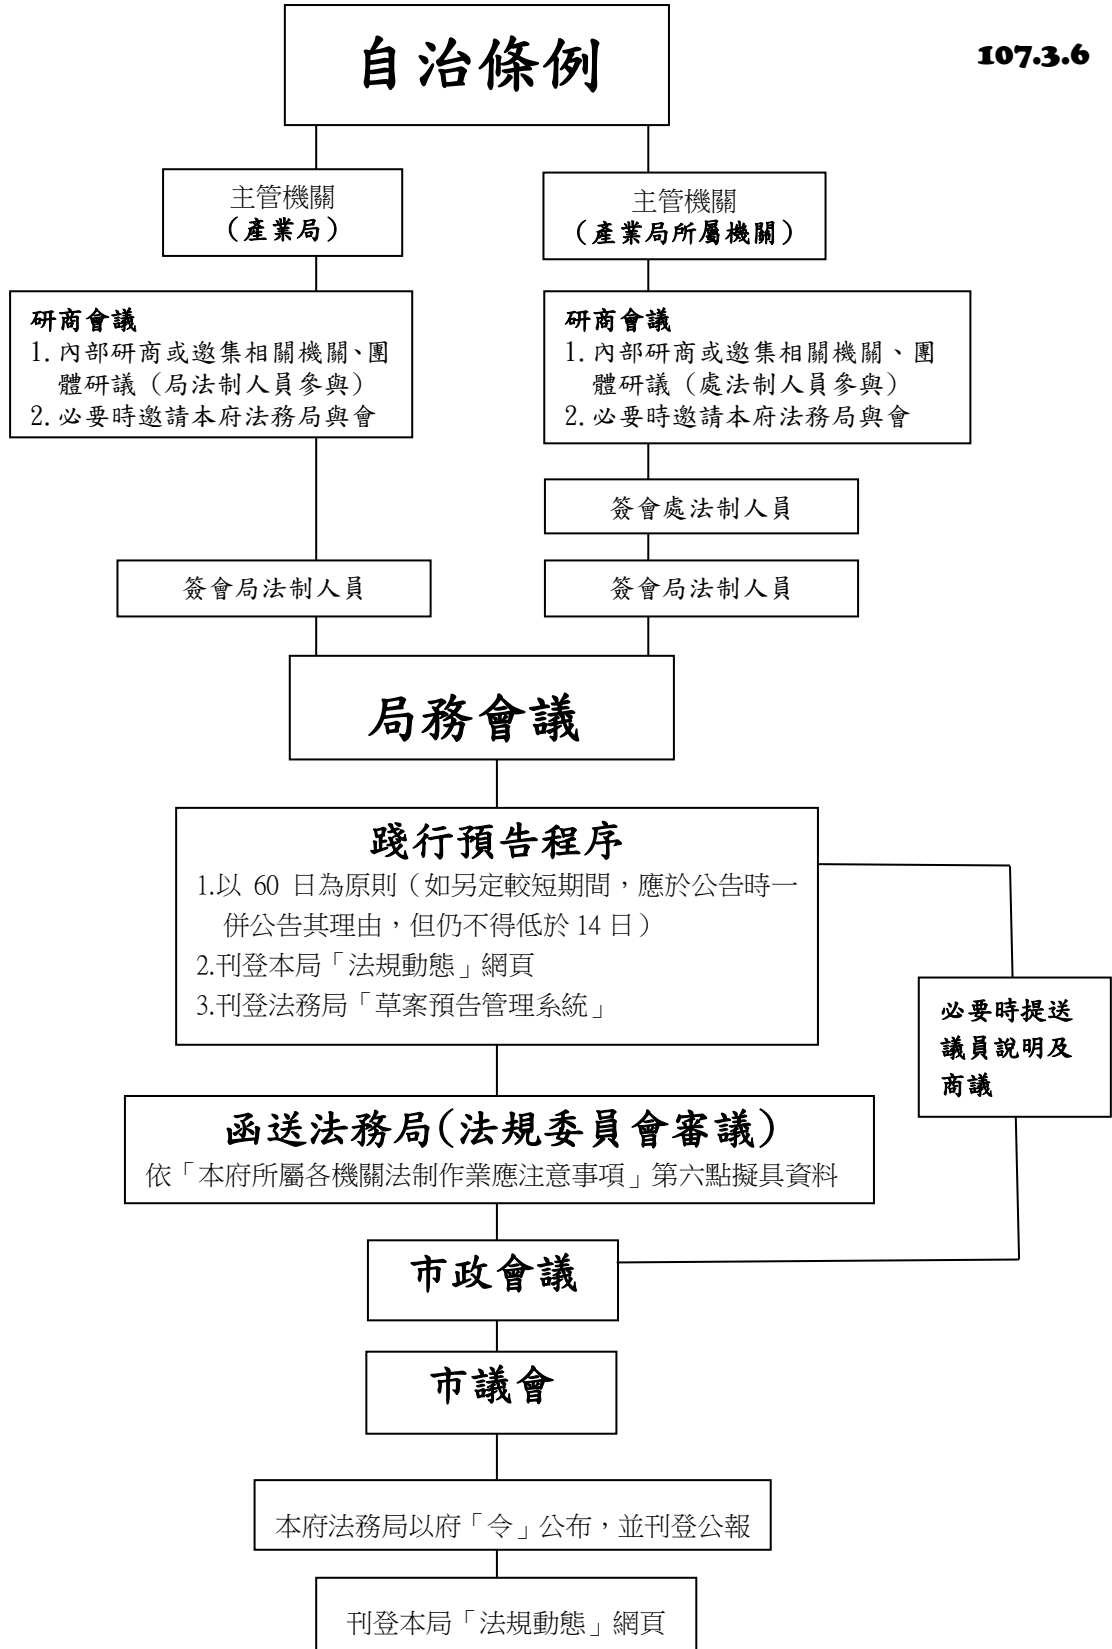 自治條例
107.3.6
主管機關
（產業局）
主管機關
（產業局所屬機關）
研商會議
1. 內部研商或邀集相關機關、團
體研議（局法制人員參與）
2. 必要時邀請本府法務局與會
研商會議
1. 內部研商或邀集相關機關、團
體研議（處法制人員參與）
2. 必要時邀請本府法務局與會
簽會處法制人員
簽會局法制人員
簽會局法制人員
局務會議
踐行預告程序
1.以 60 日為原則（如另定較短期間，應於公告時一
併公告其理由，但仍不得低於 14 日）
2.刊登本局「法規動態」網頁
3.刊登法務局「草案預告管理系統」
必要時提送
議員說明及
商議
函送法務局(法規委員會審議)
依「本府所屬各機關法制作業應注意事項」第六點擬具資料
市政會議
市議會
本府法務局以府「令」公布，並刊登公報
刊登本局「法規動態」網頁